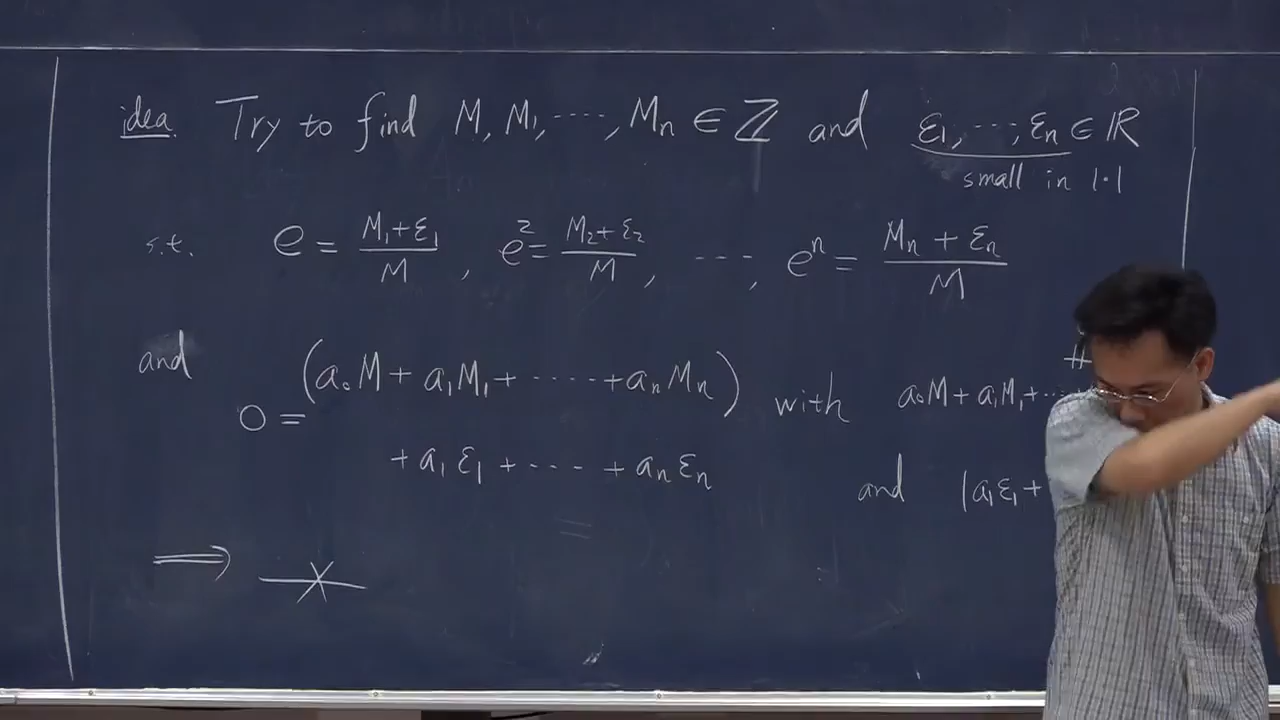 idea. Try to find M, M₁, ⋯⋯, Mₙ ∈ ℤ and ε₁, ⋯, εₙ ∈ ℝ
small in |·|
s.t. e = (M₁+ε₁)/M , e² = (M₂+ε₂)/M , ⋯ , eⁿ = (Mₙ+εₙ)/M
and 0 = (a₀M + a₁M₁ + ⋯⋯ + aₙMₙ) with a₀M + a₁M₁ + ⋯
+ a₁ε₁ + ⋯⋯ + aₙεₙ and |a₁ε₁ +
⟹ ⨯